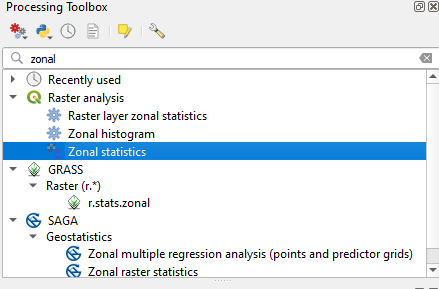 Processing Toolbox
zonal
Recently used
Raster analysis
Raster layer zonal statistics
Zonal histogram
Zonal statistics
GRASS
Raster (r.*)
r.stats.zonal
SAGA
Geostatistics
Zonal multiple regression analysis (points and predictor grids)
Zonal raster statistics